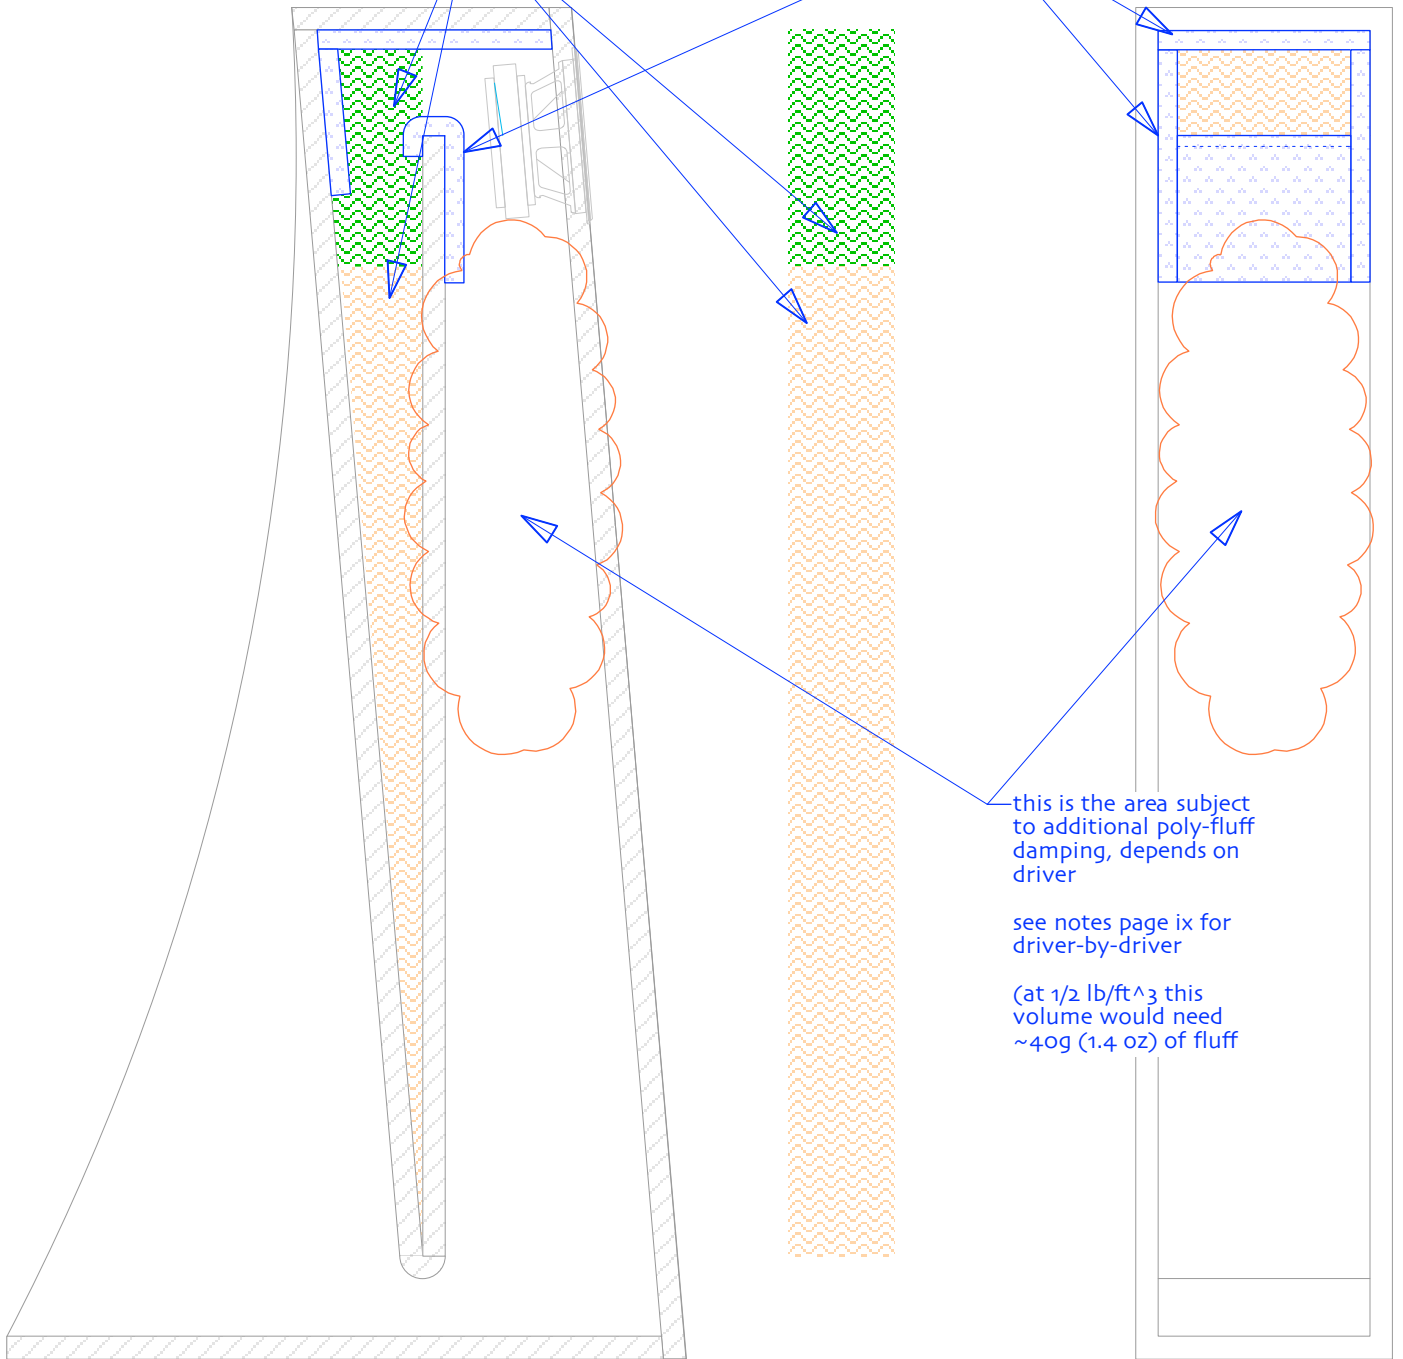 this is the area subject
to additional poly-fluff
damping, depends on
driver
see notes page ix for
driver-by-driver
(at 1/2 lb/ft^3 this
volume would need
~40g (1.4 oz) of fluff